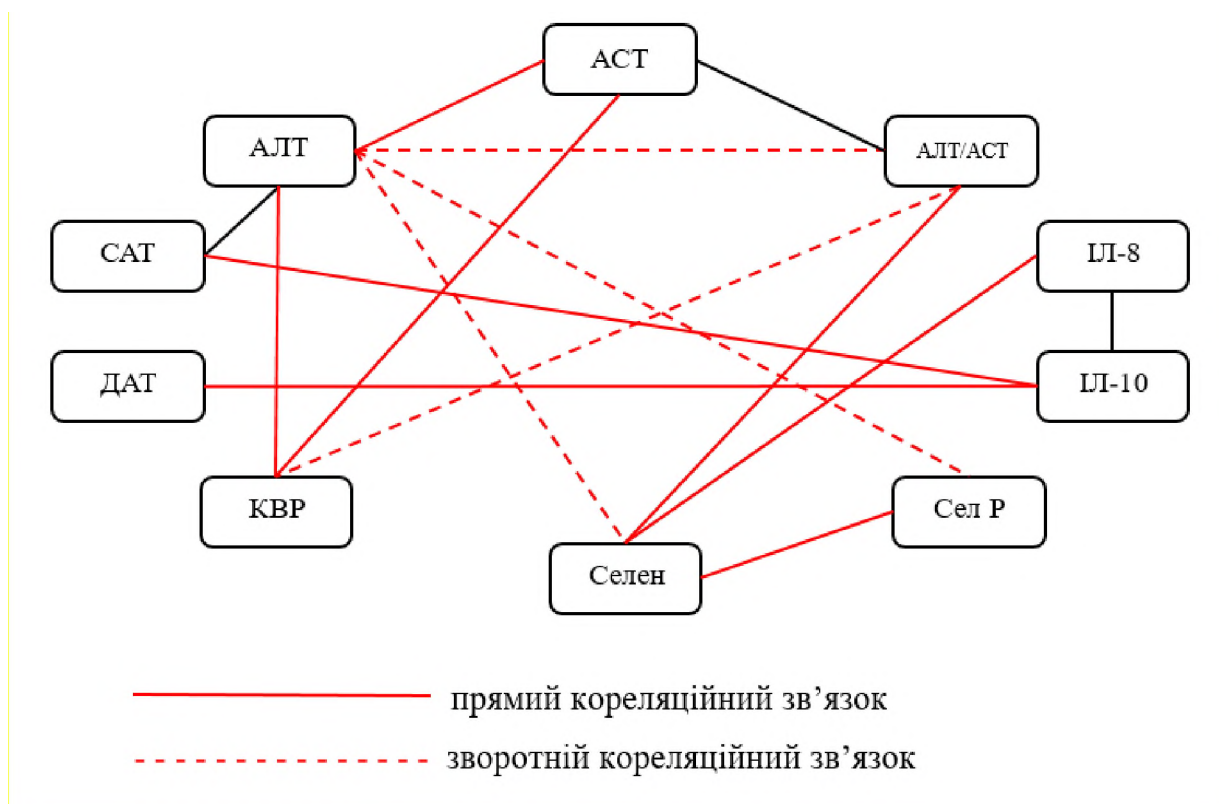 АСТ
АЛТ
АЛТ/АСТ
САТ
ІЛ-8
ДАТ
ІЛ-10
КВР
Сел Р
Селен
прямий кореляційний зв’язок
зворотній кореляційний зв’язок